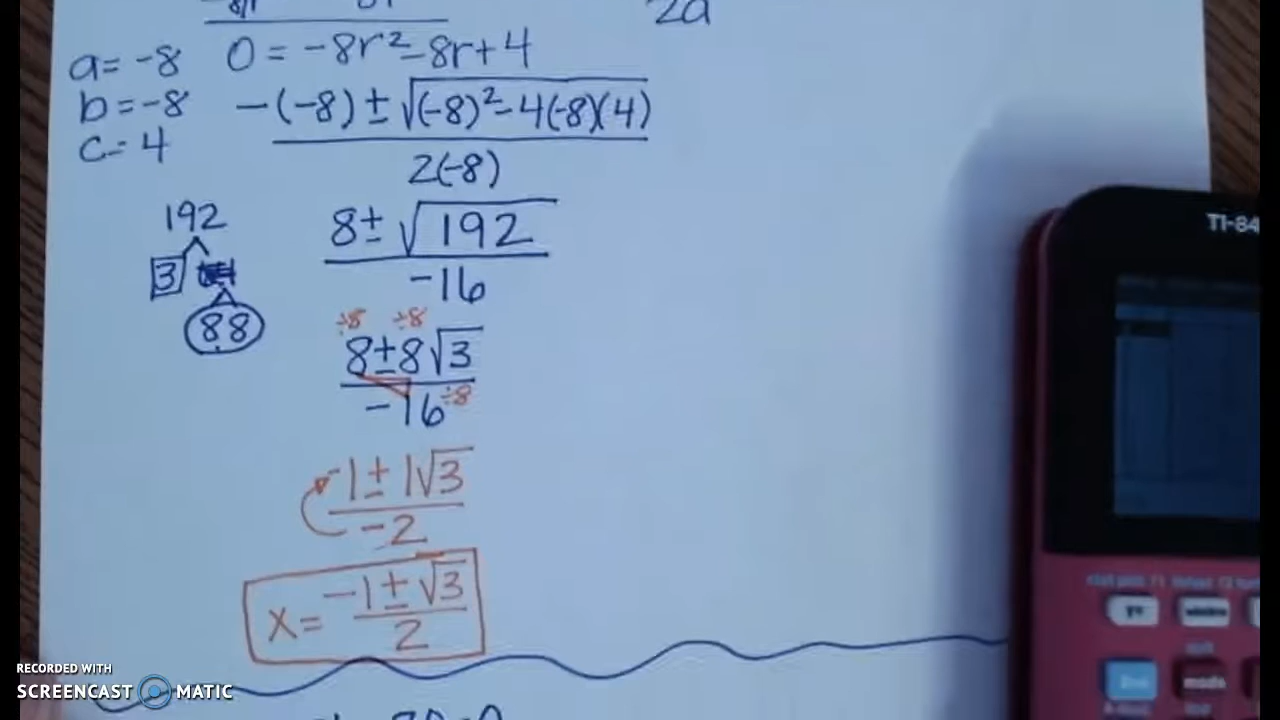 2a
0 = -8r² - 8r + 4
a = -8
b = -8
c = 4
-(-8) ± √(-8)² - 4(-8)(4)
2(-8)
192
3
88
8 ± √192
-16
÷8 ÷8
8 ± 8√3
-16 ÷8
-1 ± 1√3
-2
x = -1 ± √3
2
TI-84
2nd
mode
RECORDED WITH
SCREENCAST MATIC